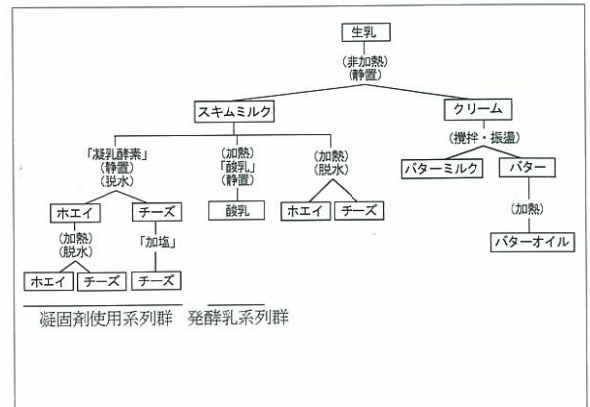 生乳
(非加熱)
(静置)
スキムミルク
クリーム
「凝乳酵素」
(静置)
(脱水)
(加熱)
「酸乳」
(静置)
(加熱)
(脱水)
(攪拌・振盪)
バターミルク
バター
ホエイ
チーズ
酸乳
ホエイ
チーズ
(加熱)
(脱水)
「加塩」
(加熱)
バターオイル
ホエイ
チーズ
チーズ
凝固剤使用系列群
発酵乳系列群